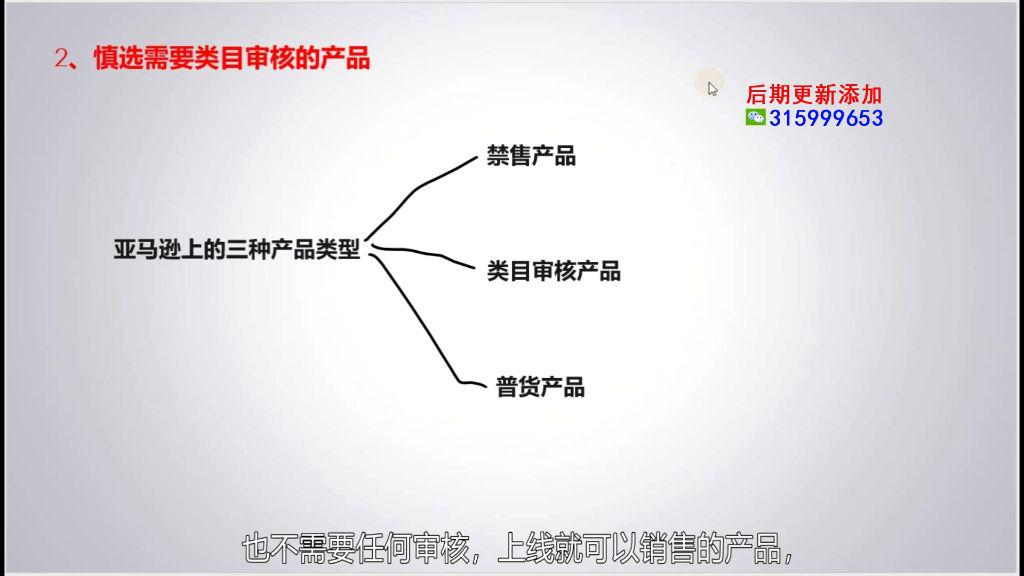 2、慎选需要类目审核的产品
后期更新添加
315999653
禁售产品
亚马逊上的三种产品类型
类目审核产品
普货产品
也不需要任何审核，上线就可以销售的产品，